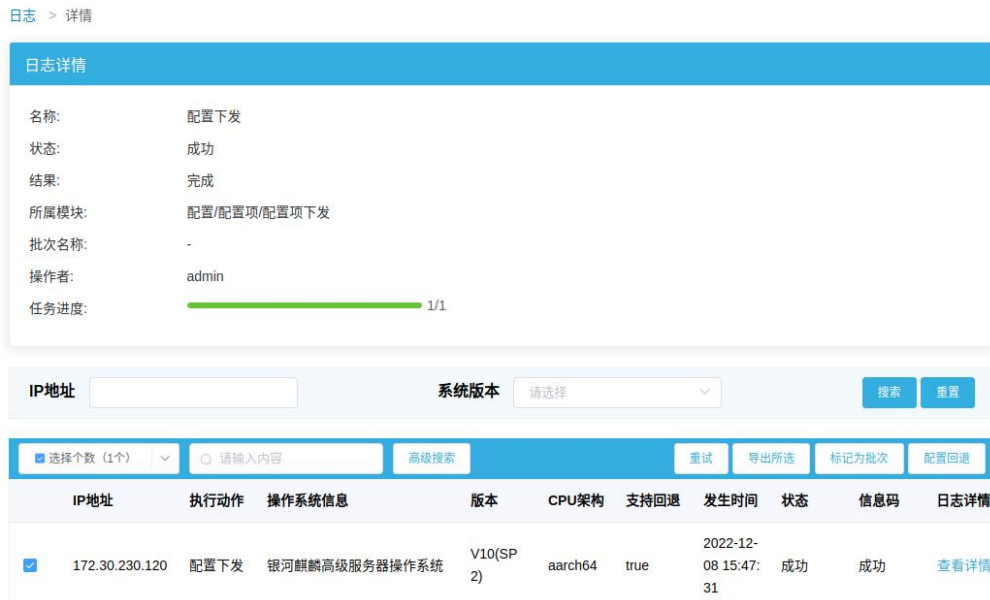 日志 > 详情
日志详情
名称: 配置下发
状态: 成功
结果: 完成
所属模块: 配置/配置项/配置项下发
批次名称: -
操作者: admin
任务进度: 1/1
IP地址 系统版本 请选择 搜索 重置
选择个数（1个） 请输入内容 高级搜索 重试 导出所选 标记为批次 配置回退
IP地址 执行动作 操作系统信息 版本 CPU架构 支持回退 发生时间 状态 信息码 日志详情
172.30.230.120 配置下发 银河麒麟高级服务器操作系统 V10(SP
2) aarch64 true 2022-12-
08 15:47:
31 成功 成功 查看详情